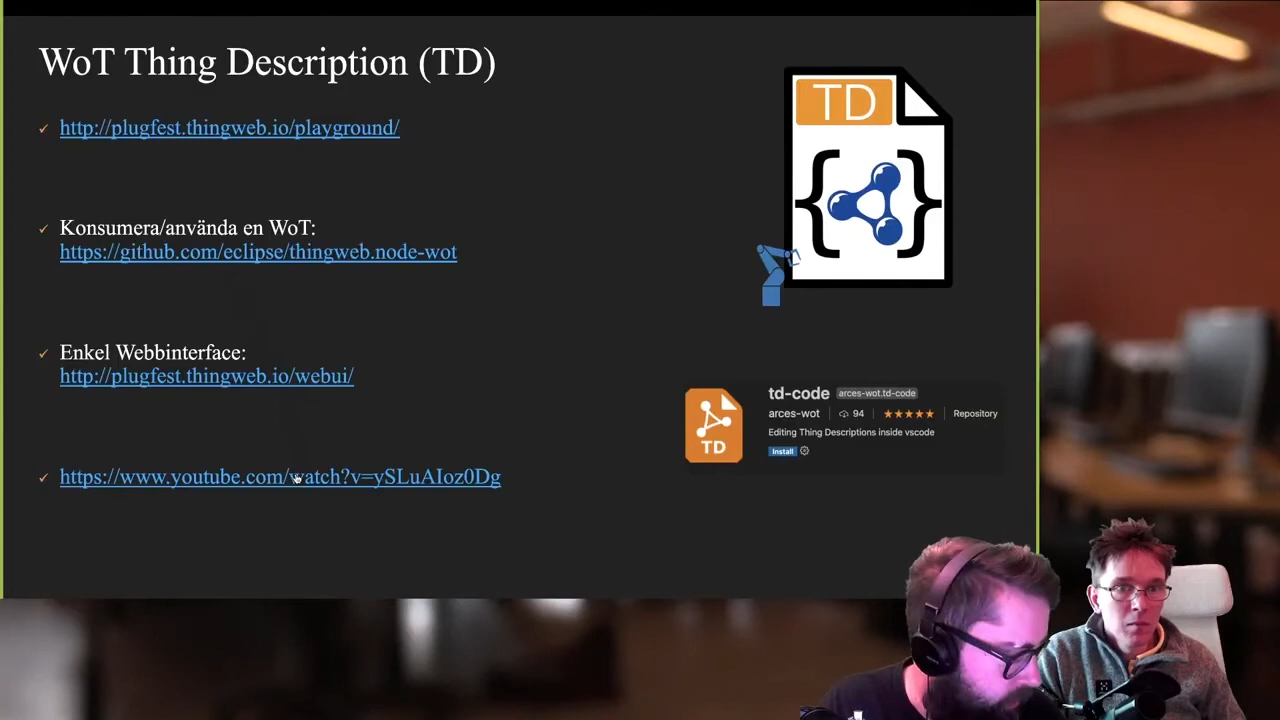 WoT Thing Description (TD)
http://plugfest.thingweb.io/playground/
Konsumera/använda en WoT:
https://github.com/eclipse/thingweb.node-wot
Enkel Webbinterface:
http://plugfest.thingweb.io/webui/
https://www.youtube.com/watch?v=ySLuAIoz0Dg
TD
{ }
td-code arces-wot.td-code
arces-wot 94 Repository
Editing Thing Descriptions inside vscode
Install
TD